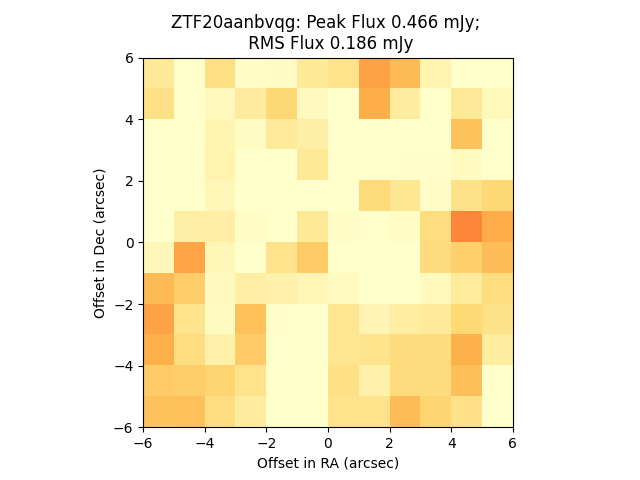 ZTF20aanbvqg: Peak Flux 0.466 mJy;
RMS Flux 0.186 mJy
6
4
2
0
−2
−4
−6
Offset in Dec (arcsec)
−6 −4 −2 0 2 4 6
Offset in RA (arcsec)